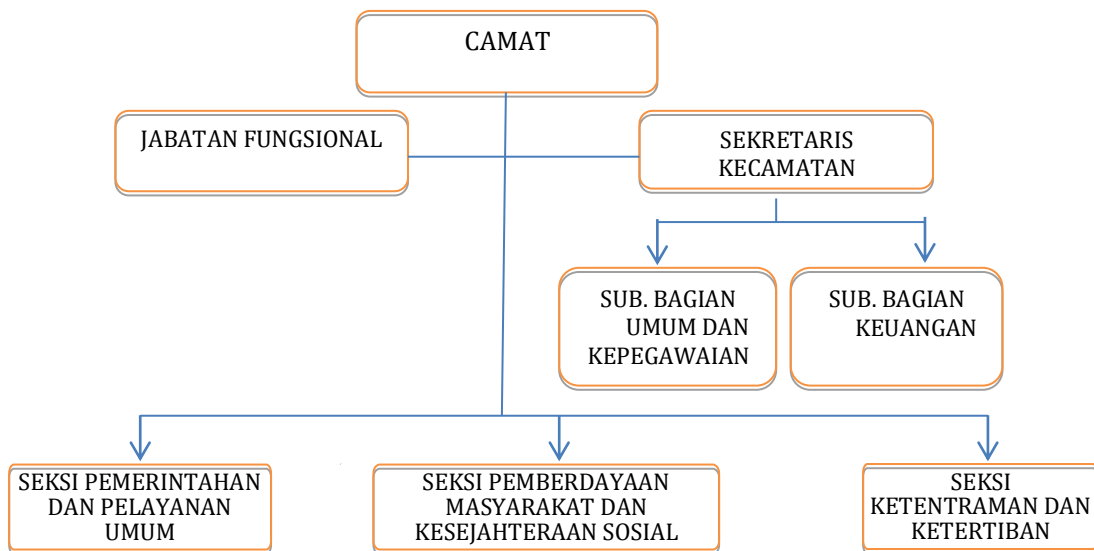 CAMAT
JABATAN FUNGSIONAL
SEKRETARIS
KECAMATAN
SUB. BAGIAN
UMUM DAN
KEPEGAWAIAN
SUB. BAGIAN
KEUANGAN
SEKSI PEMERINTAHAN
DAN PELAYANAN
UMUM
SEKSI PEMBERDAYAAN
MASYARAKAT DAN
KESEJAHTERAAN SOSIAL
SEKSI
KETENTRAMAN DAN
KETERTIBAN